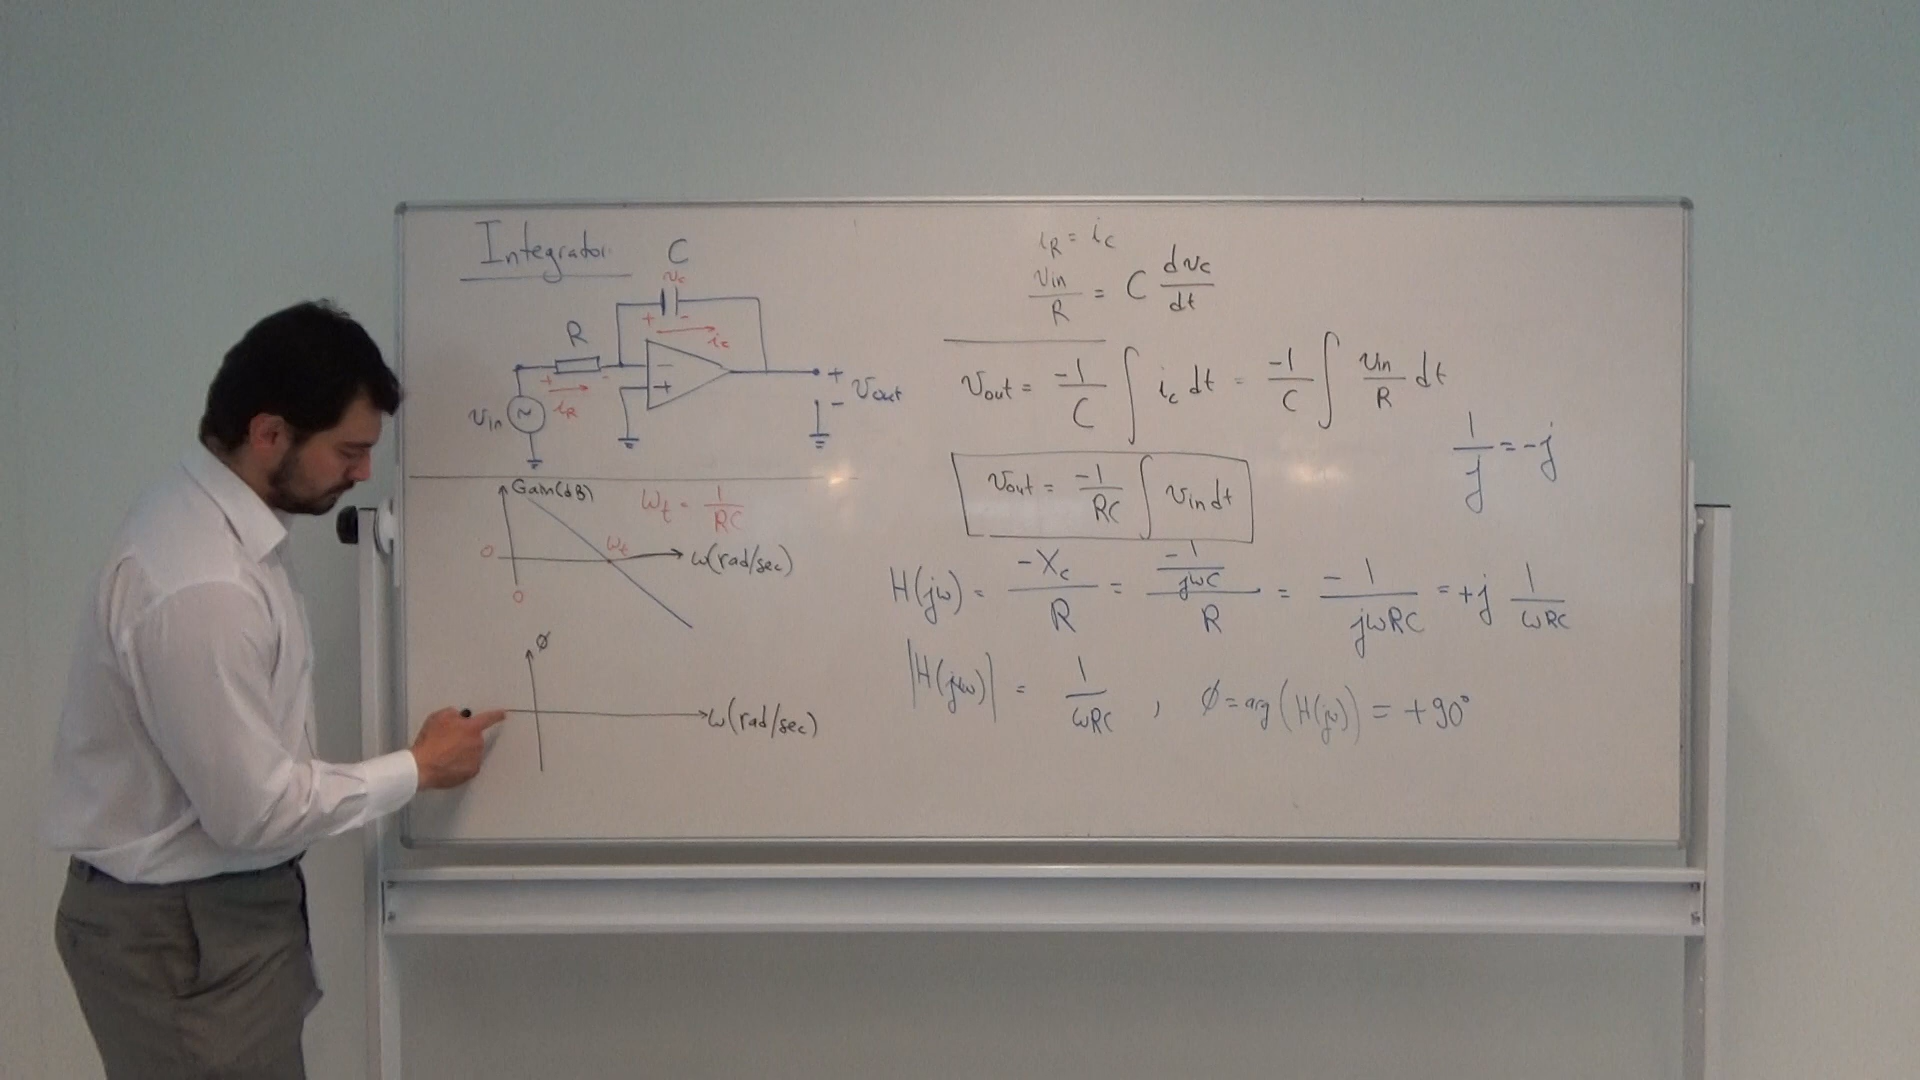 Integrator
C
vc
+ -
ic
R
+ -
iR
vin
~
-
+
+
-
vout
Gain(dB)
ωt = 1/RC
0
ωt
ω(rad/sec)
0
ϕ
ω(rad/sec)
iR = ic
vin/R = C dvc/dt
vout = -1/C ∫ ic dt = -1/C ∫ vin/R dt
1/j = -j
vout = -1/RC ∫ vin dt
H(jω) = -Xc/R = (-1/jωC)/R = -1/jωRC = +j 1/ωRC
|H(jω)| = 1/ωRC , ϕ = arg(H(jω)) = +90°